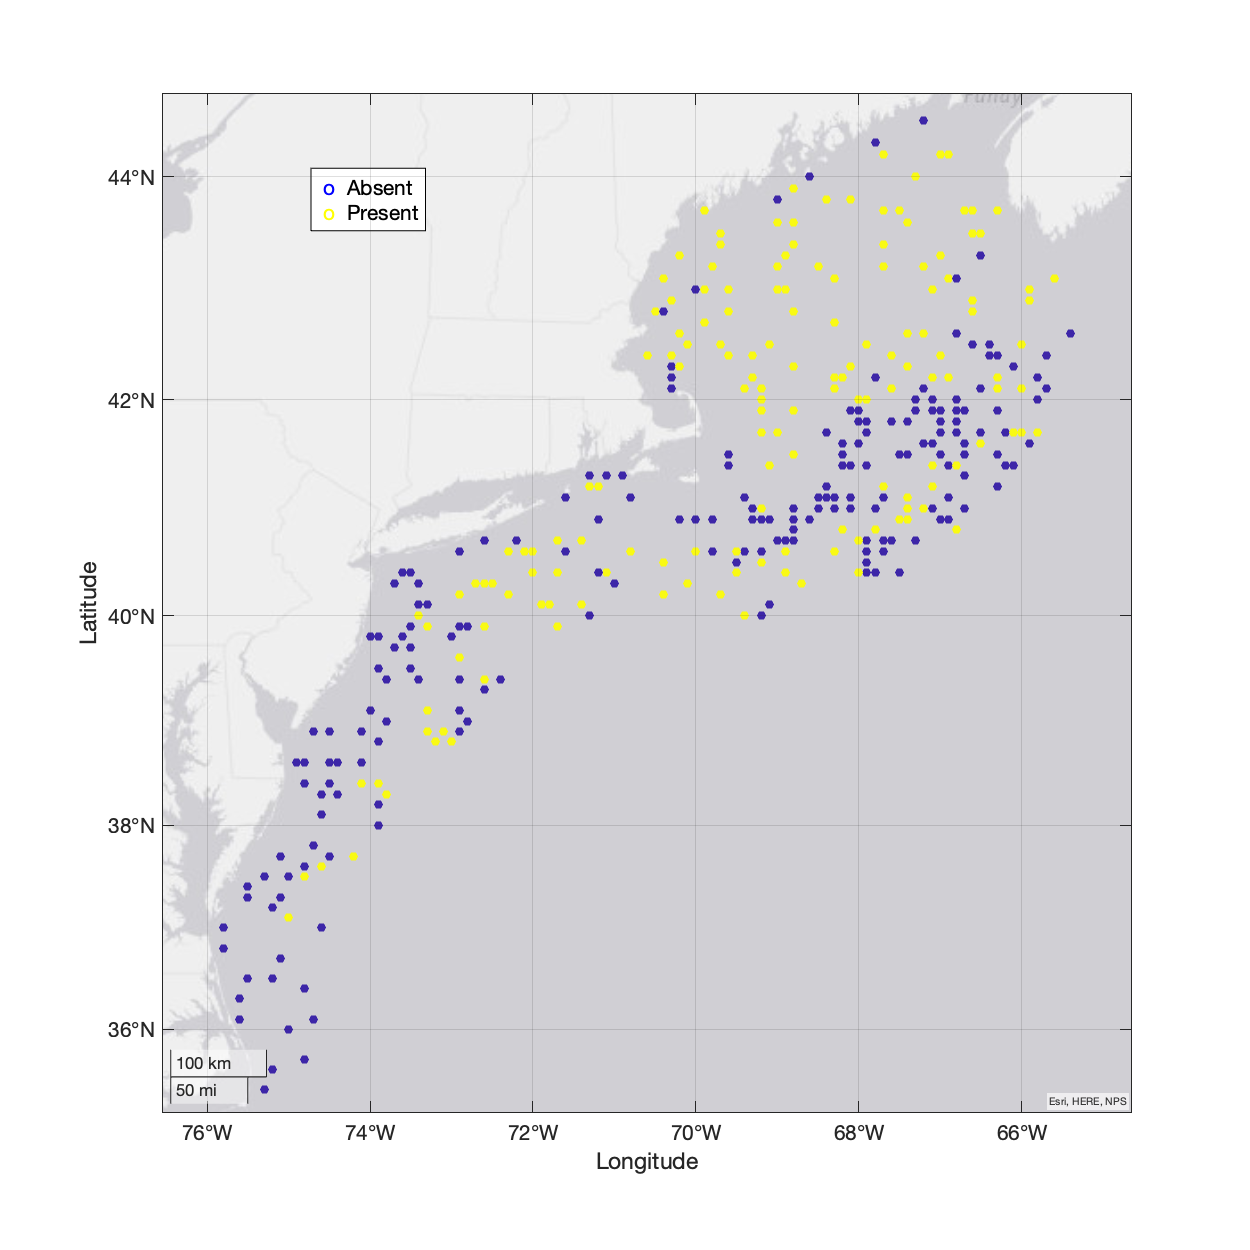 Fundy
44°N
Absent
Present
42°N
40°N
38°N
36°N
Latitude
100 km
50 mi
Esri, HERE, NPS
76°W 74°W 72°W 70°W 68°W 66°W
Longitude